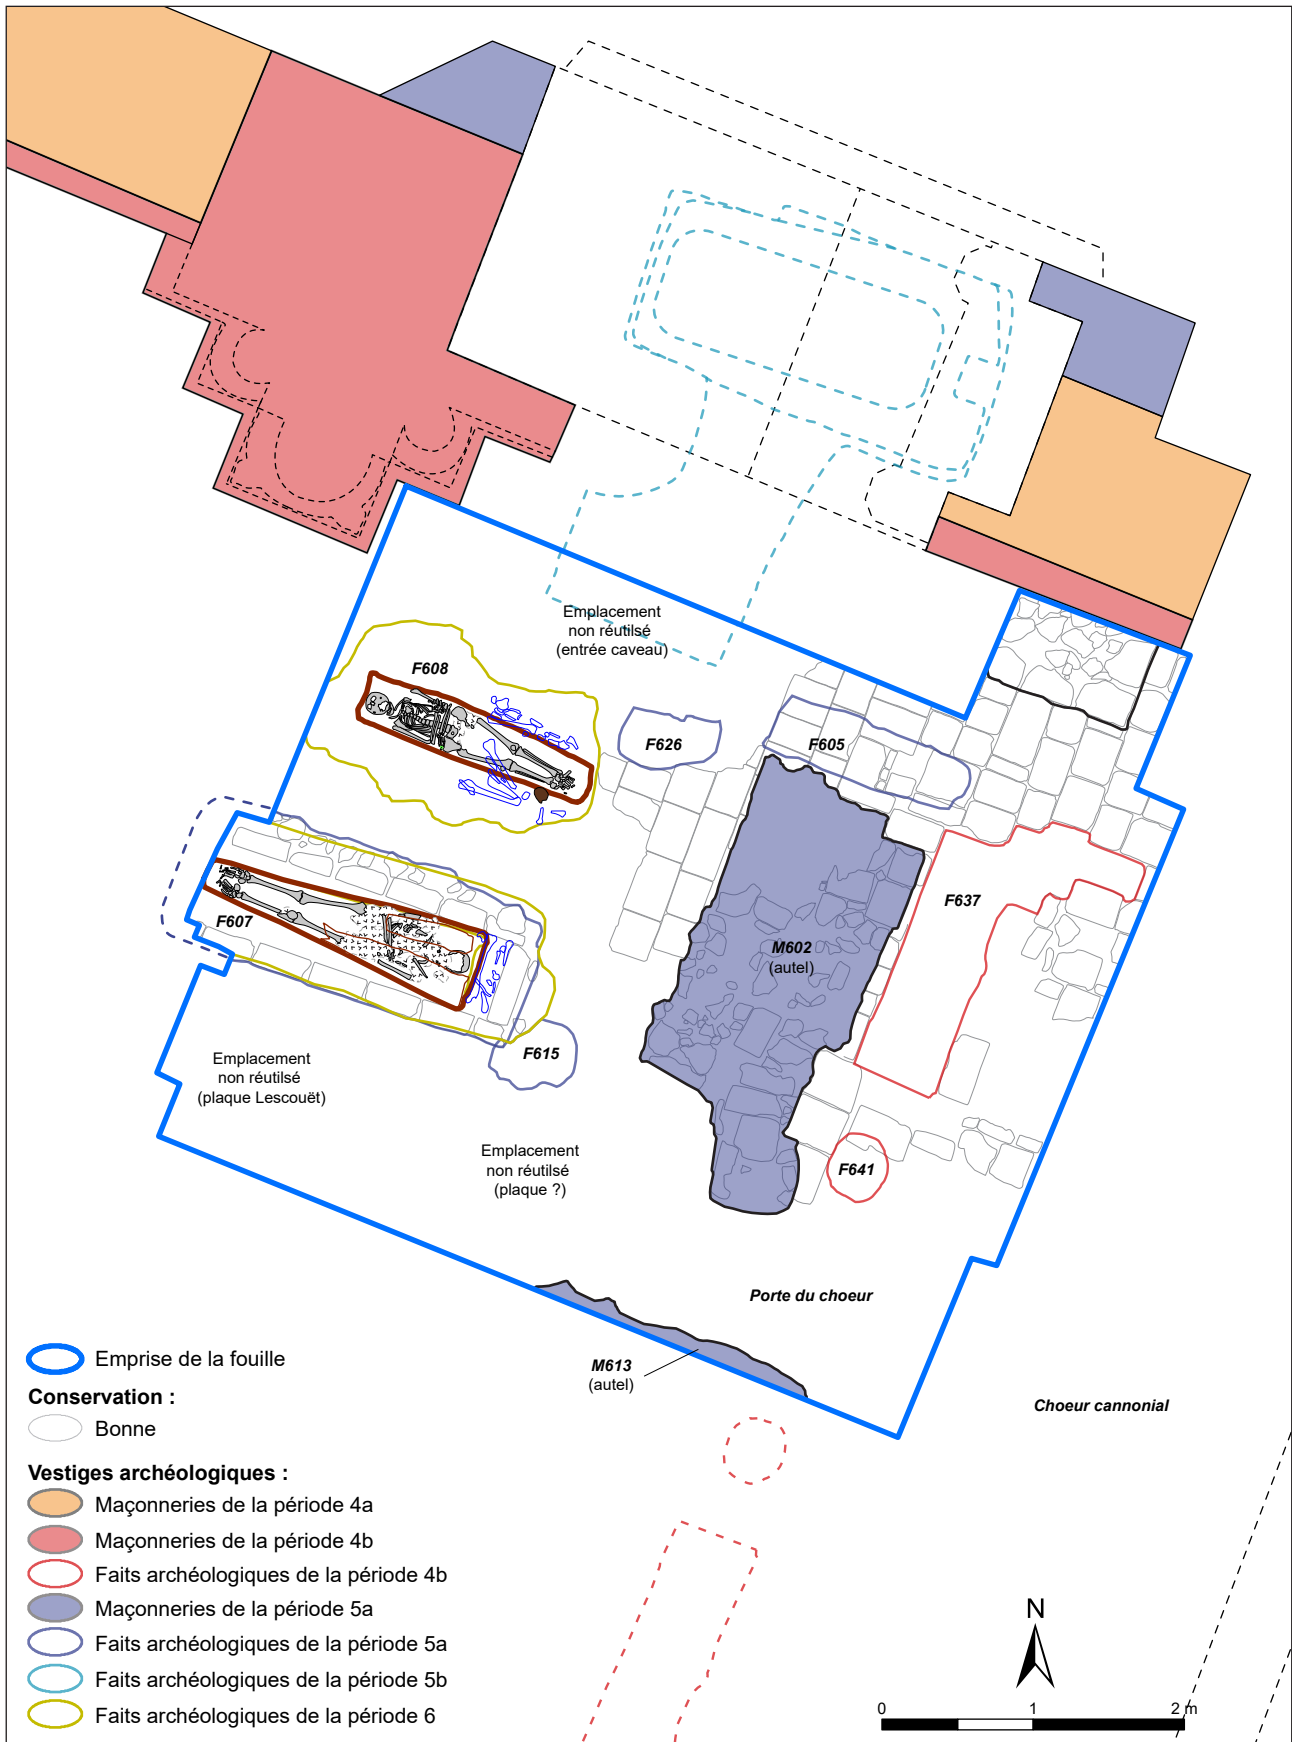 Emplacement
non réutilsé
(entrée caveau)
F608
F626
F605
F637
F607
M602
(autel)
F615
Emplacement
non réutilsé
(plaque Lescouët)
Emplacement
non réutilsé
(plaque ?)
F641
Porte du choeur
M613
(autel)
Choeur cannonial
Emprise de la fouille
Conservation :
Bonne
Vestiges archéologiques :
Maçonneries de la période 4a
Maçonneries de la période 4b
Faits archéologiques de la période 4b
Maçonneries de la période 5a
Faits archéologiques de la période 5a
Faits archéologiques de la période 5b
Faits archéologiques de la période 6
N
0 1 2 m